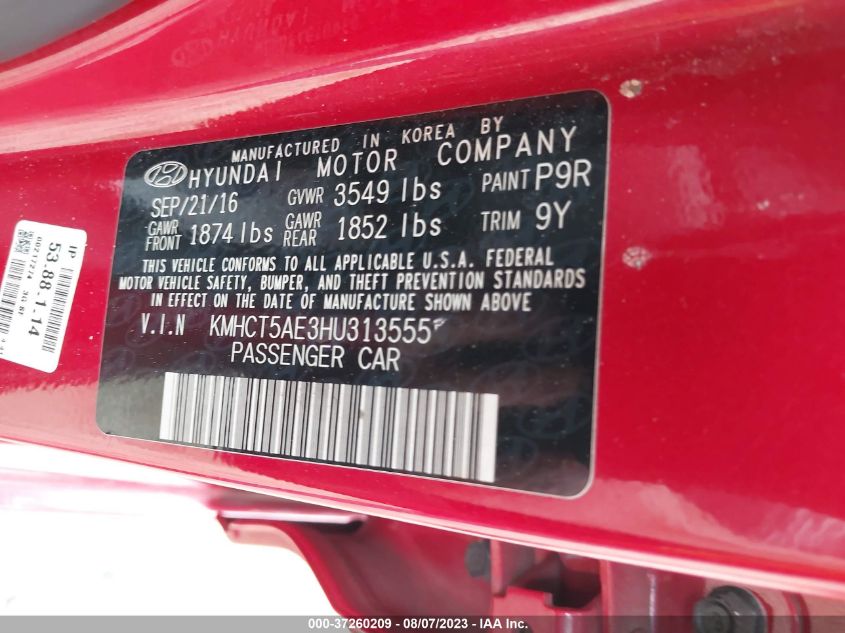 MANUFACTURED IN KOREA BY
HYUNDAI MOTOR COMPANY
SEP/21/16 GVWR 3549 lbs PAINT P9R
GAWR FRONT 1874 lbs GAWR REAR 1852 lbs TRIM 9Y
THIS VEHICLE CONFORMS TO ALL APPLICABLE U.S.A. FEDERAL
MOTOR VEHICLE SAFETY, BUMPER, AND THEFT PREVENTION STANDARDS
IN EFFECT ON THE DATE OF MANUFACTURE SHOWN ABOVE
V.I.N KMHCT5AE3HU313555
PASSENGER CAR
IP
53.88.1.14
000-37260209 - 08/07/2023 - IAA Inc.